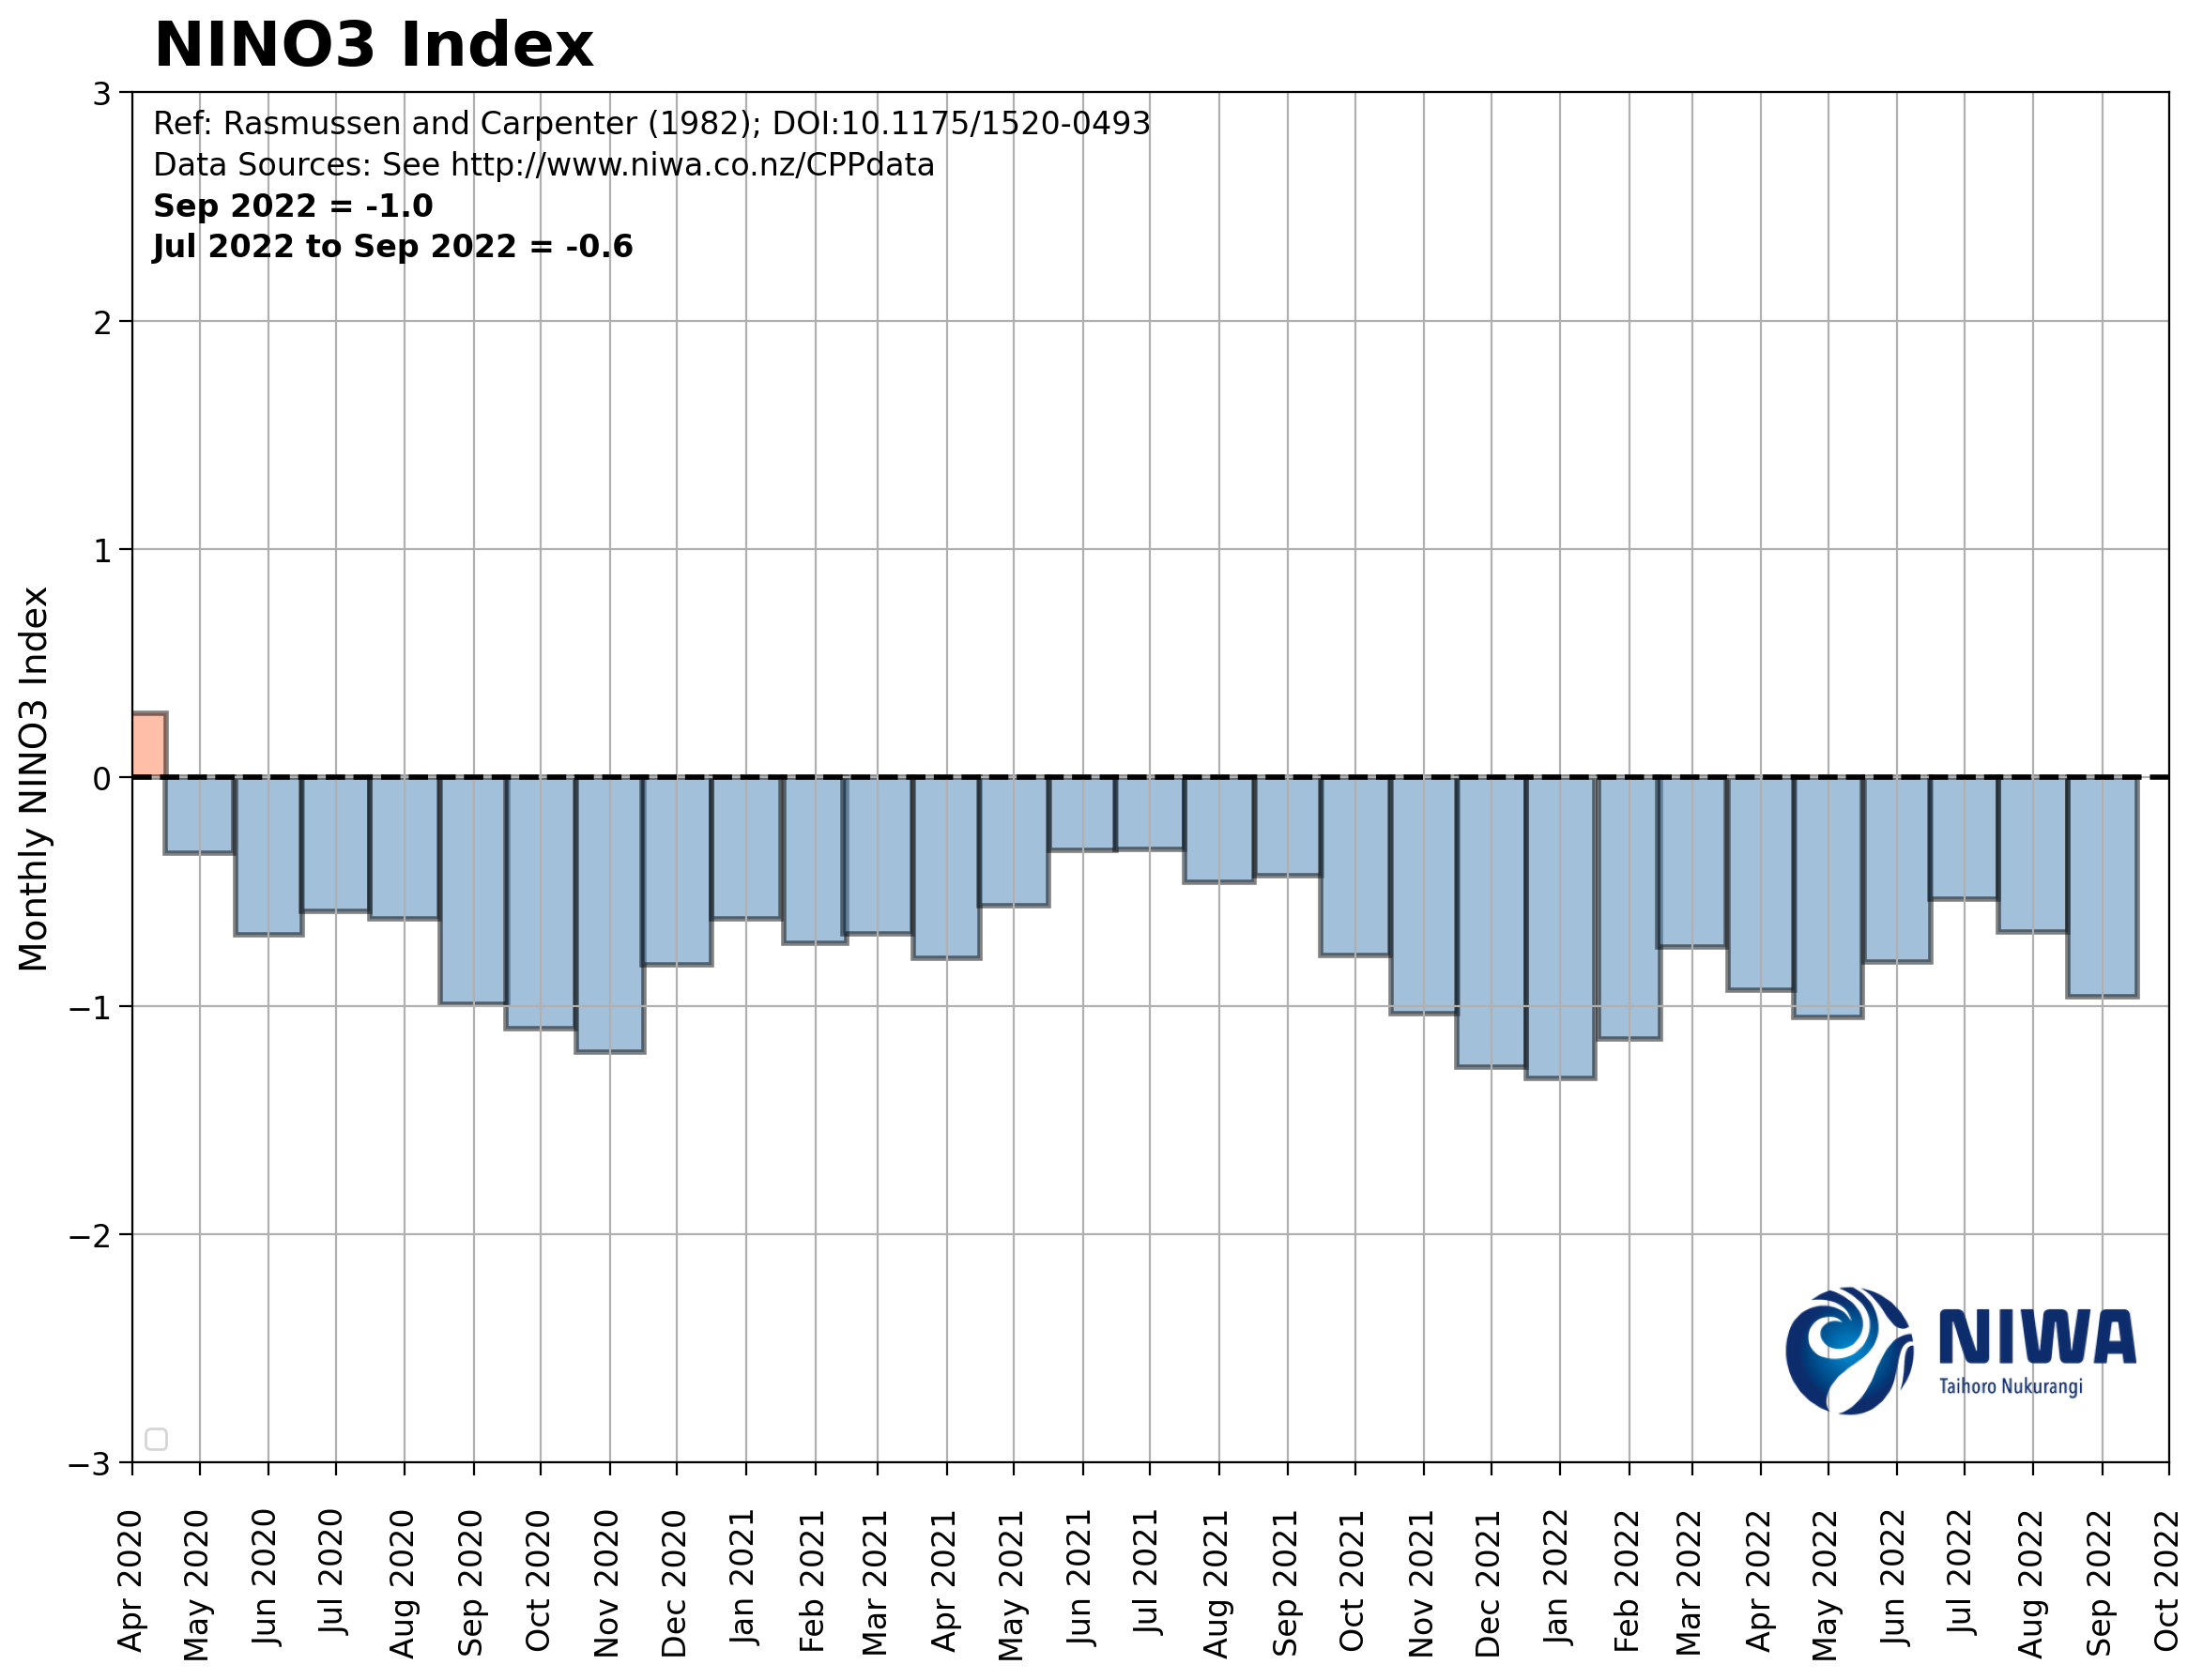 NINO3 Index
Ref: Rasmussen and Carpenter (1982); DOI:10.1175/1520-0493
Data Sources: See http://www.niwa.co.nz/CPPdata
Sep 2022 = -1.0
Jul 2022 to Sep 2022 = -0.6
3
2
1
0
−1
−2
−3
Monthly NINO3 Index
NIWA
Taihoro Nukurangi
Apr 2020
May 2020
Jun 2020
Jul 2020
Aug 2020
Sep 2020
Oct 2020
Nov 2020
Dec 2020
Jan 2021
Feb 2021
Mar 2021
Apr 2021
May 2021
Jun 2021
Jul 2021
Aug 2021
Sep 2021
Oct 2021
Nov 2021
Dec 2021
Jan 2022
Feb 2022
Mar 2022
Apr 2022
May 2022
Jun 2022
Jul 2022
Aug 2022
Sep 2022
Oct 2022